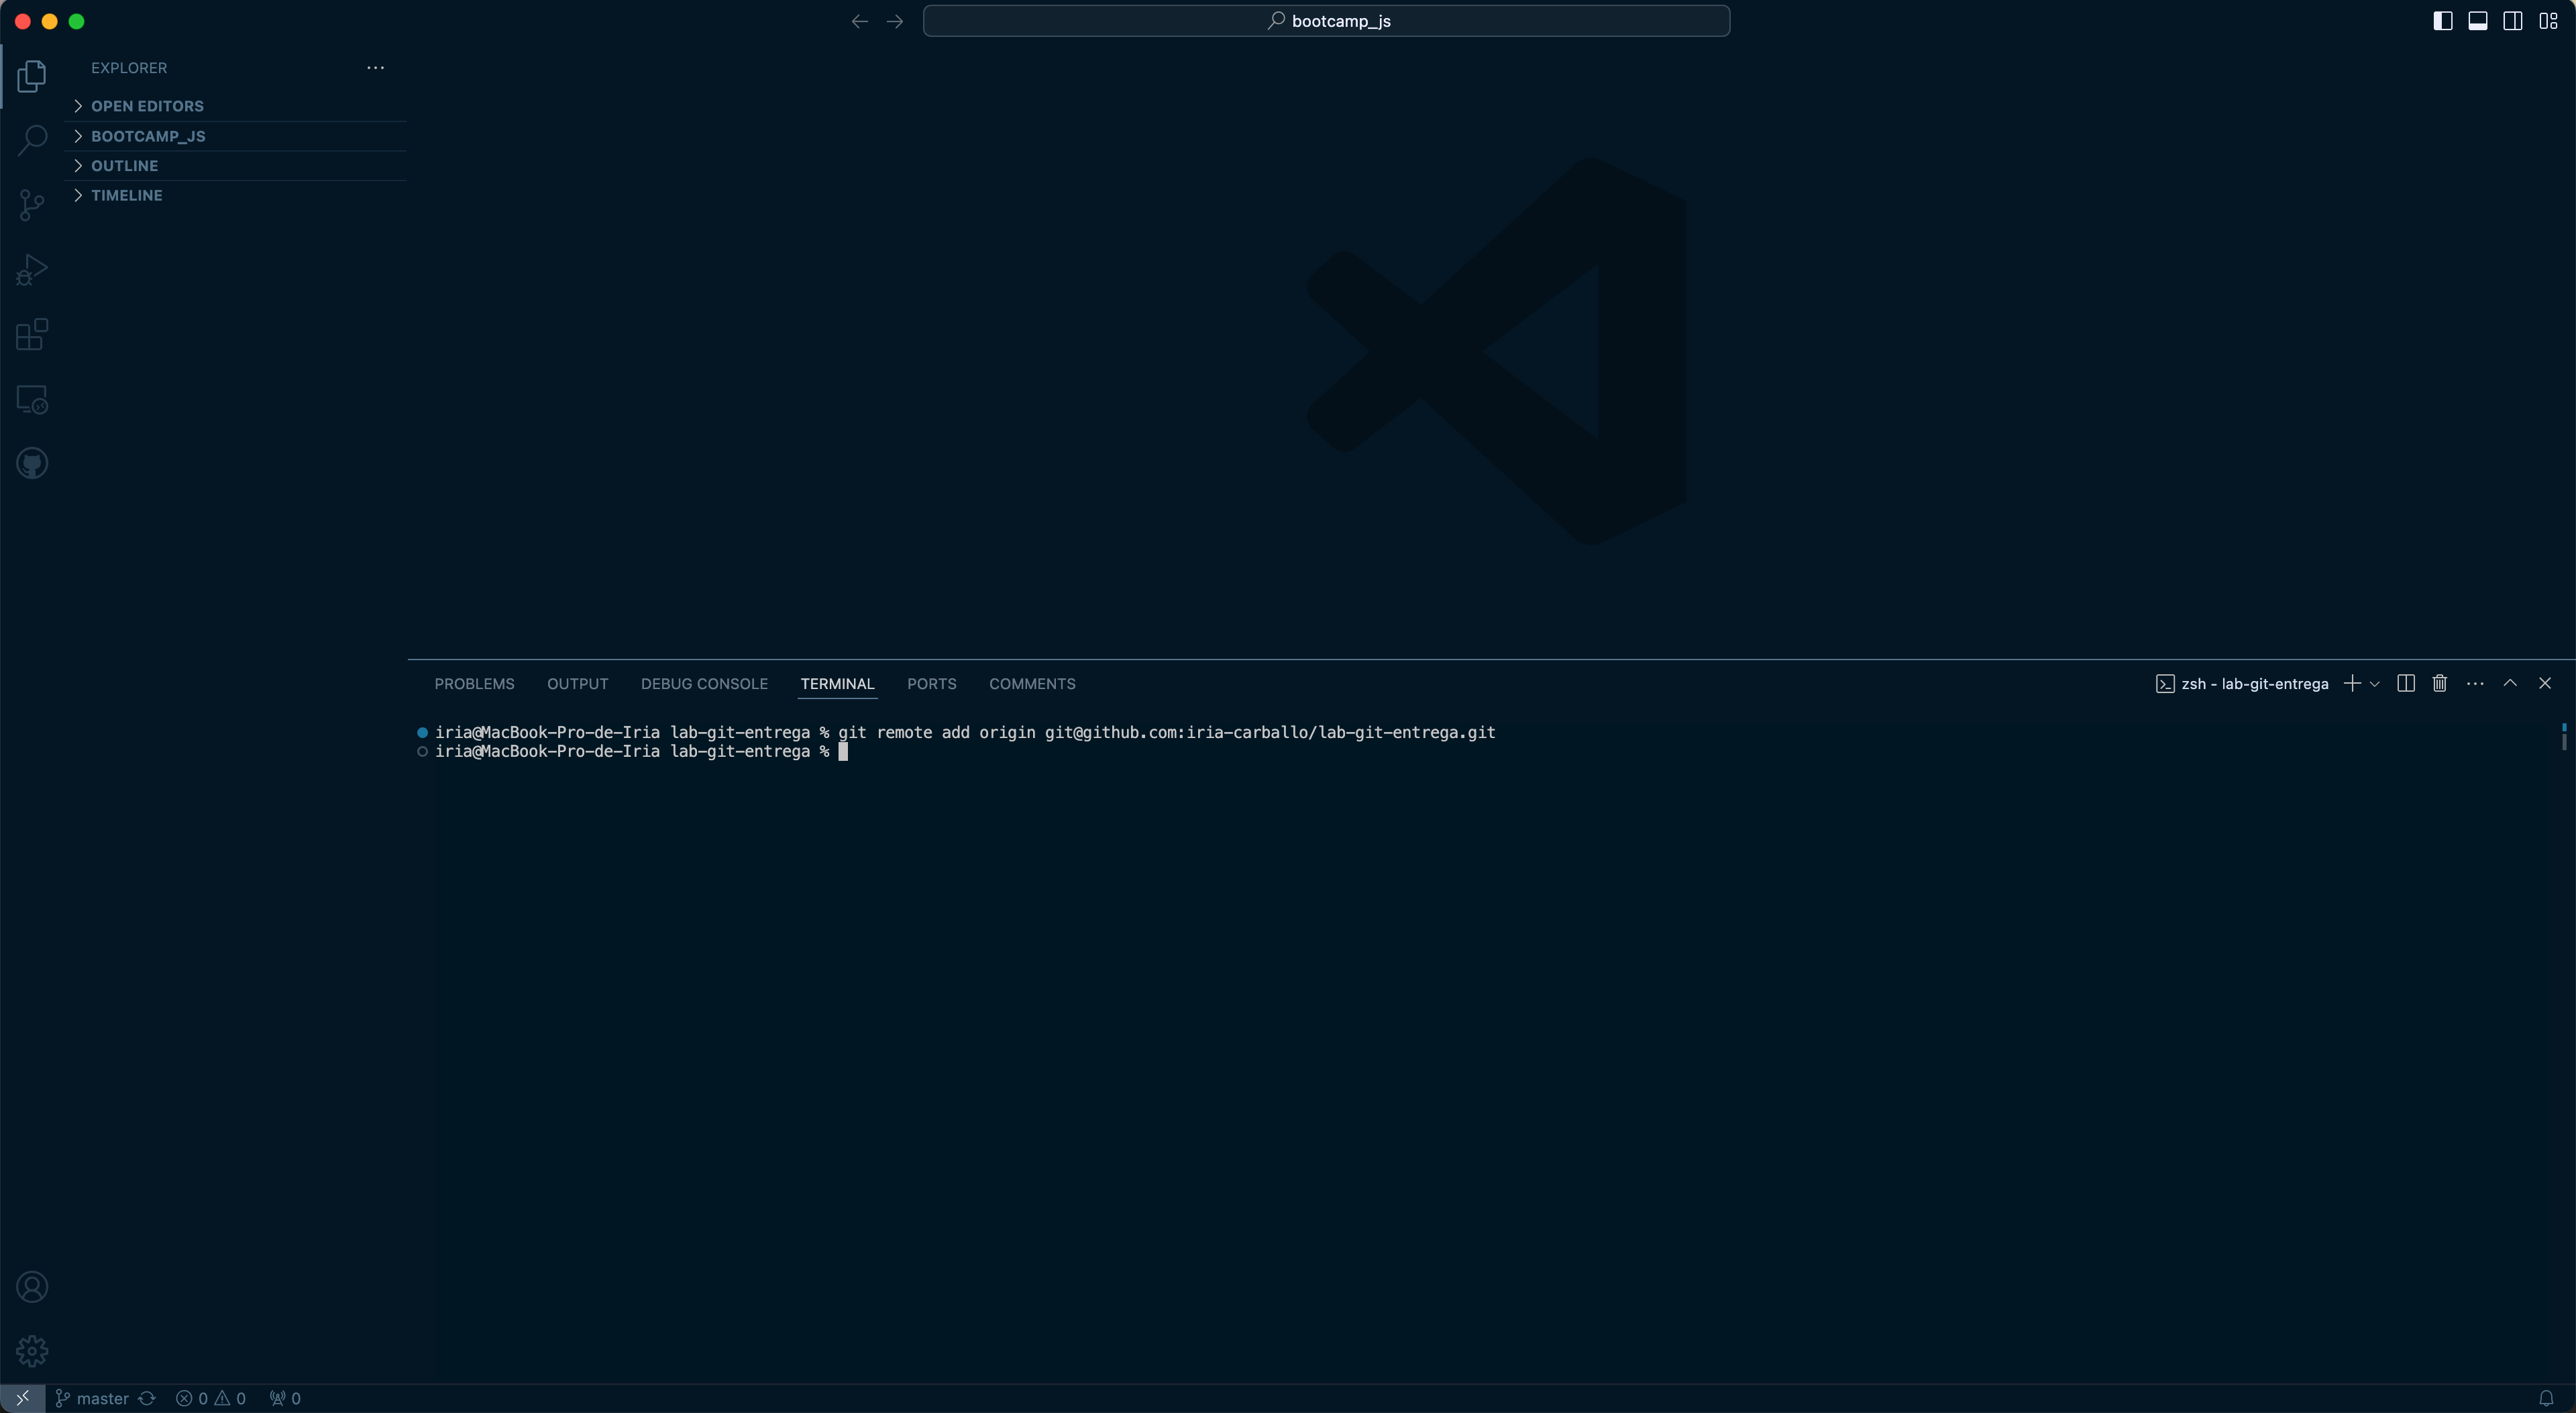 bootcamp_js
EXPLORER
OPEN EDITORS
BOOTCAMP_JS
OUTLINE
TIMELINE
PROBLEMS OUTPUT DEBUG CONSOLE TERMINAL PORTS COMMENTS zsh - lab-git-entrega
iria@MacBook-Pro-de-Iria lab-git-entrega % git remote add origin git@github.com:iria-carballo/lab-git-entrega.git
iria@MacBook-Pro-de-Iria lab-git-entrega %
master 0 0 0